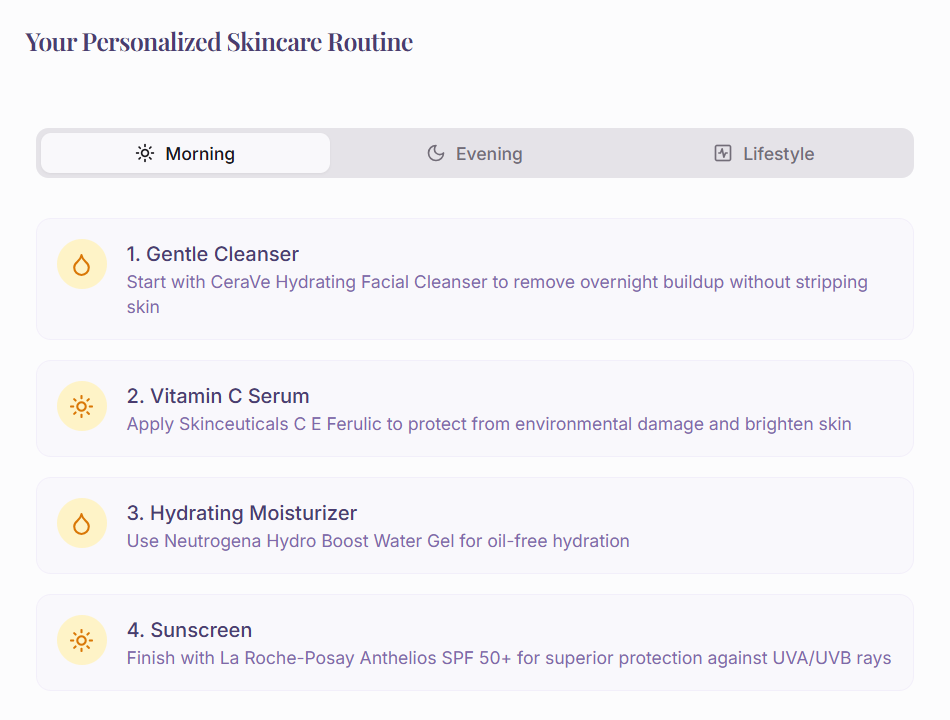 Your Personalized Skincare Routine
Morning
Evening
Lifestyle
1. Gentle Cleanser
Start with CeraVe Hydrating Facial Cleanser to remove overnight buildup without stripping
skin
2. Vitamin C Serum
Apply Skinceuticals C E Ferulic to protect from environmental damage and brighten skin
3. Hydrating Moisturizer
Use Neutrogena Hydro Boost Water Gel for oil-free hydration
4. Sunscreen
Finish with La Roche-Posay Anthelios SPF 50+ for superior protection against UVA/UVB rays